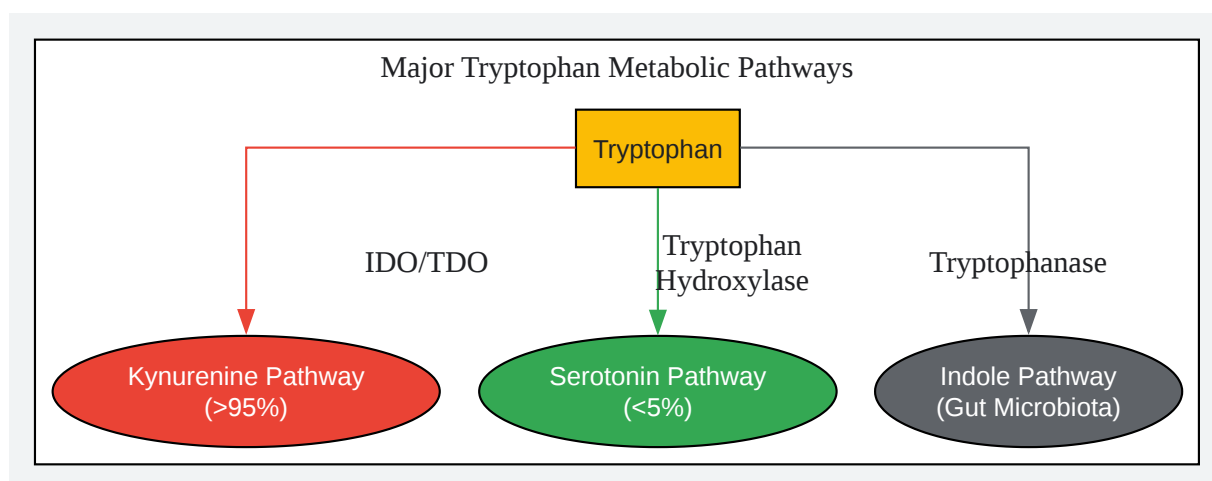 Major Tryptophan Metabolic Pathways
Tryptophan
IDO/TDO
Tryptophan
Hydroxylase
Tryptophanase
Kynurenine Pathway
(>95%)
Serotonin Pathway
(<5%)
Indole Pathway
(Gut Microbiota)